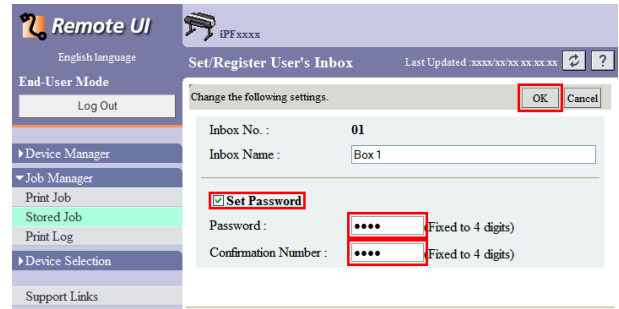 Remote UI
English language
End-User Mode
Log Out
Device Manager
Job Manager
Print Job
Stored Job
Print Log
Device Selection
Support Links
iPFxxxx
Set/Register User's Inbox Last Updated :xxxx/xx/xx xx:xx:xx ?
Change the following settings. OK Cancel
Inbox No. : 01
Inbox Name : Box 1
Set Password
Password : •••• (Fixed to 4 digits)
Confirmation Number : •••• (Fixed to 4 digits)